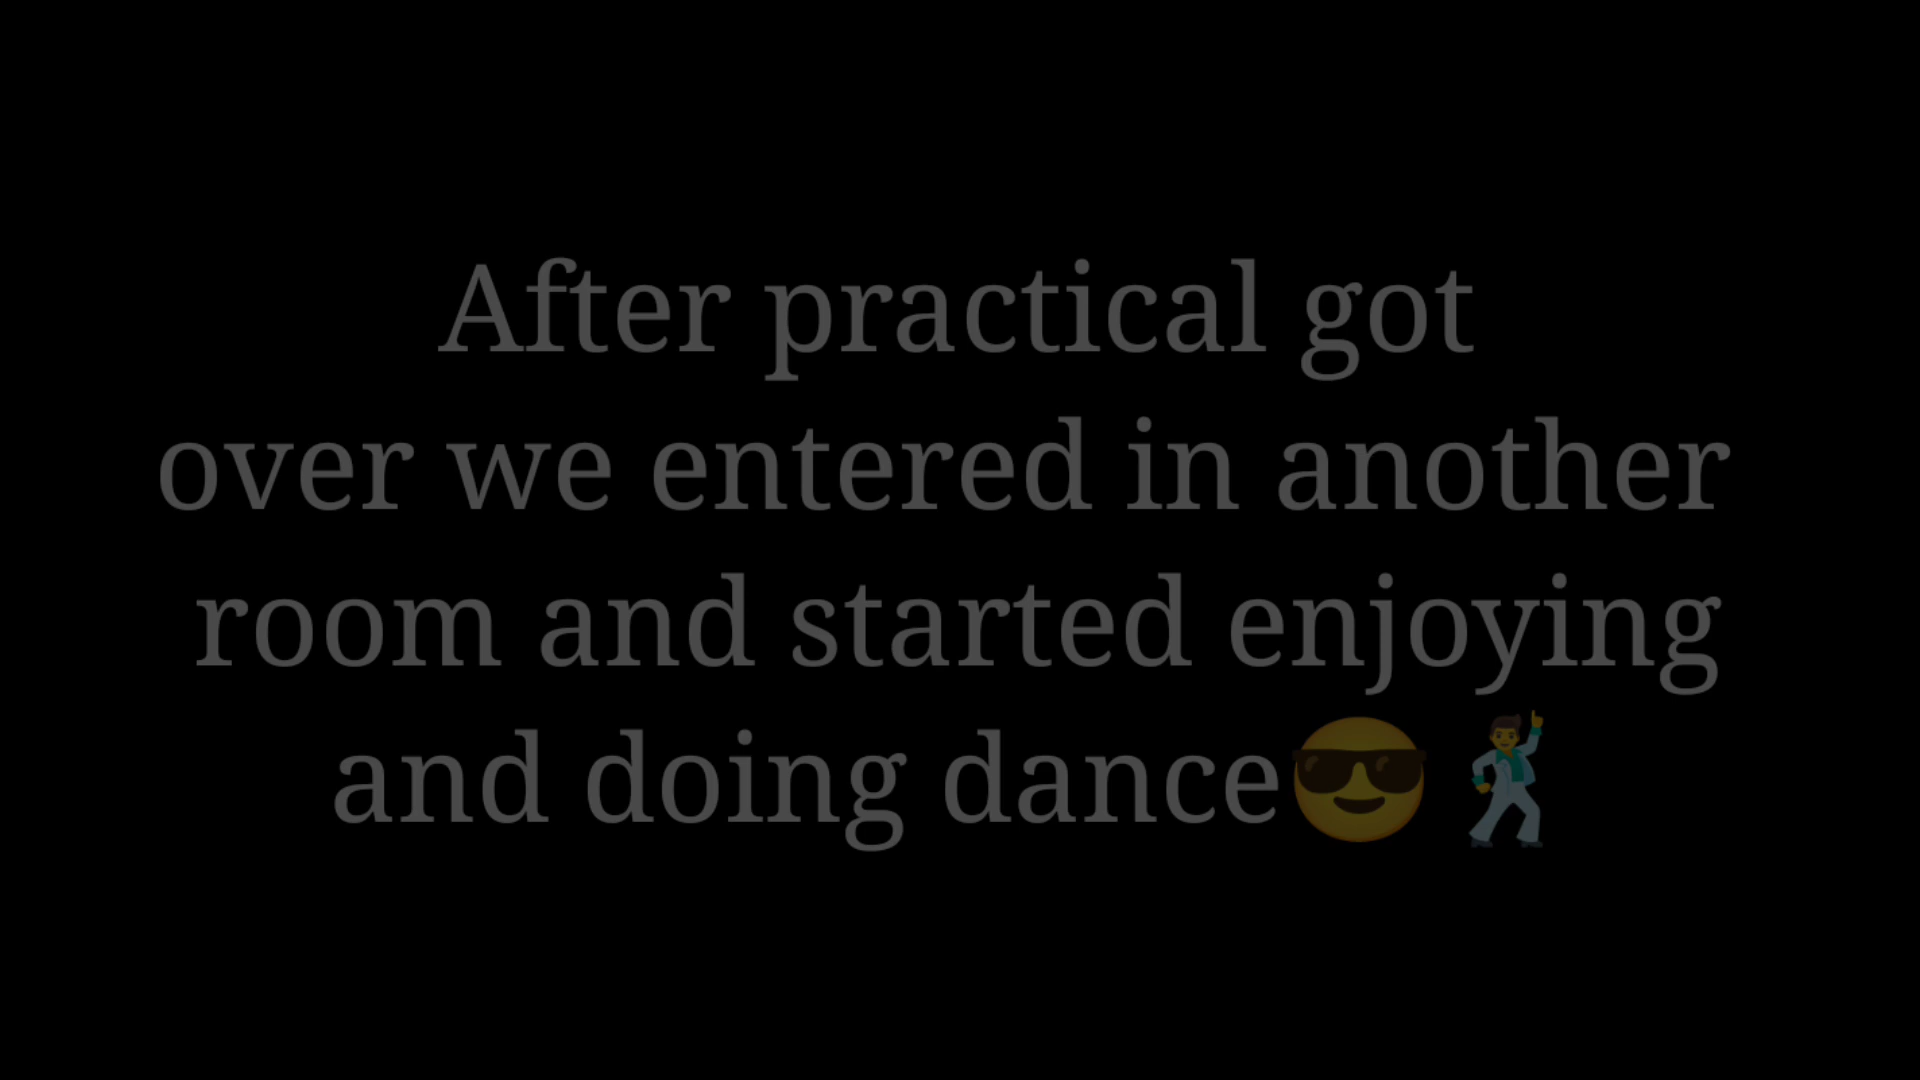 After practical got
over we entered in another
room and started enjoying
and doing dance😎🕺